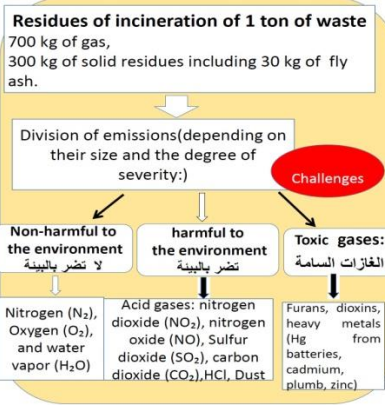 Residues of incineration of 1 ton of waste
700 kg of gas,
300 kg of solid residues including 30 kg of fly
ash.
Division of emissions(depending on
their size and the degree of
severity:)
Challenges
Non-harmful to
the environment
لا تضر بالبيئة
harmful to
the environment
تضر بالبيئة
Toxic gases:
الغازات السامة
Nitrogen (N₂),
Oxygen (O₂),
and water
vapor (H₂O)
Acid gases: nitrogen
dioxide (NO₂), nitrogen
oxide (NO), Sulfur
dioxide (SO₂), carbon
dioxide (CO₂),HCl, Dust
Furans, dioxins,
heavy metals
(Hg from
batteries,
cadmium,
plumb, zinc)